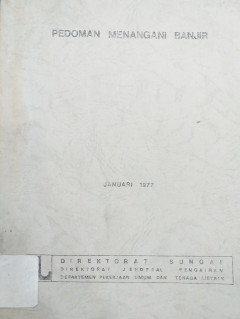 PEDOMAN MENANGANI BANJIR
JANUARI 1977
DIREKTORAT SUNGAI
DIREKTORAT JENDERAL PENGAIRAN
DEPARTEMEN PEKERJAAN UMUM DAN TENAGA LISTRIK